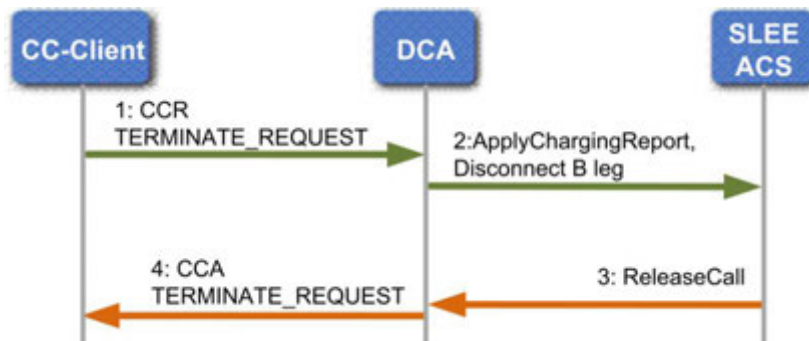 CC-Client
DCA
SLEE
ACS
1: CCR
TERMINATE_REQUEST
2:ApplyChargingReport,
Disconnect B leg
3: ReleaseCall
4: CCA
TERMINATE_REQUEST